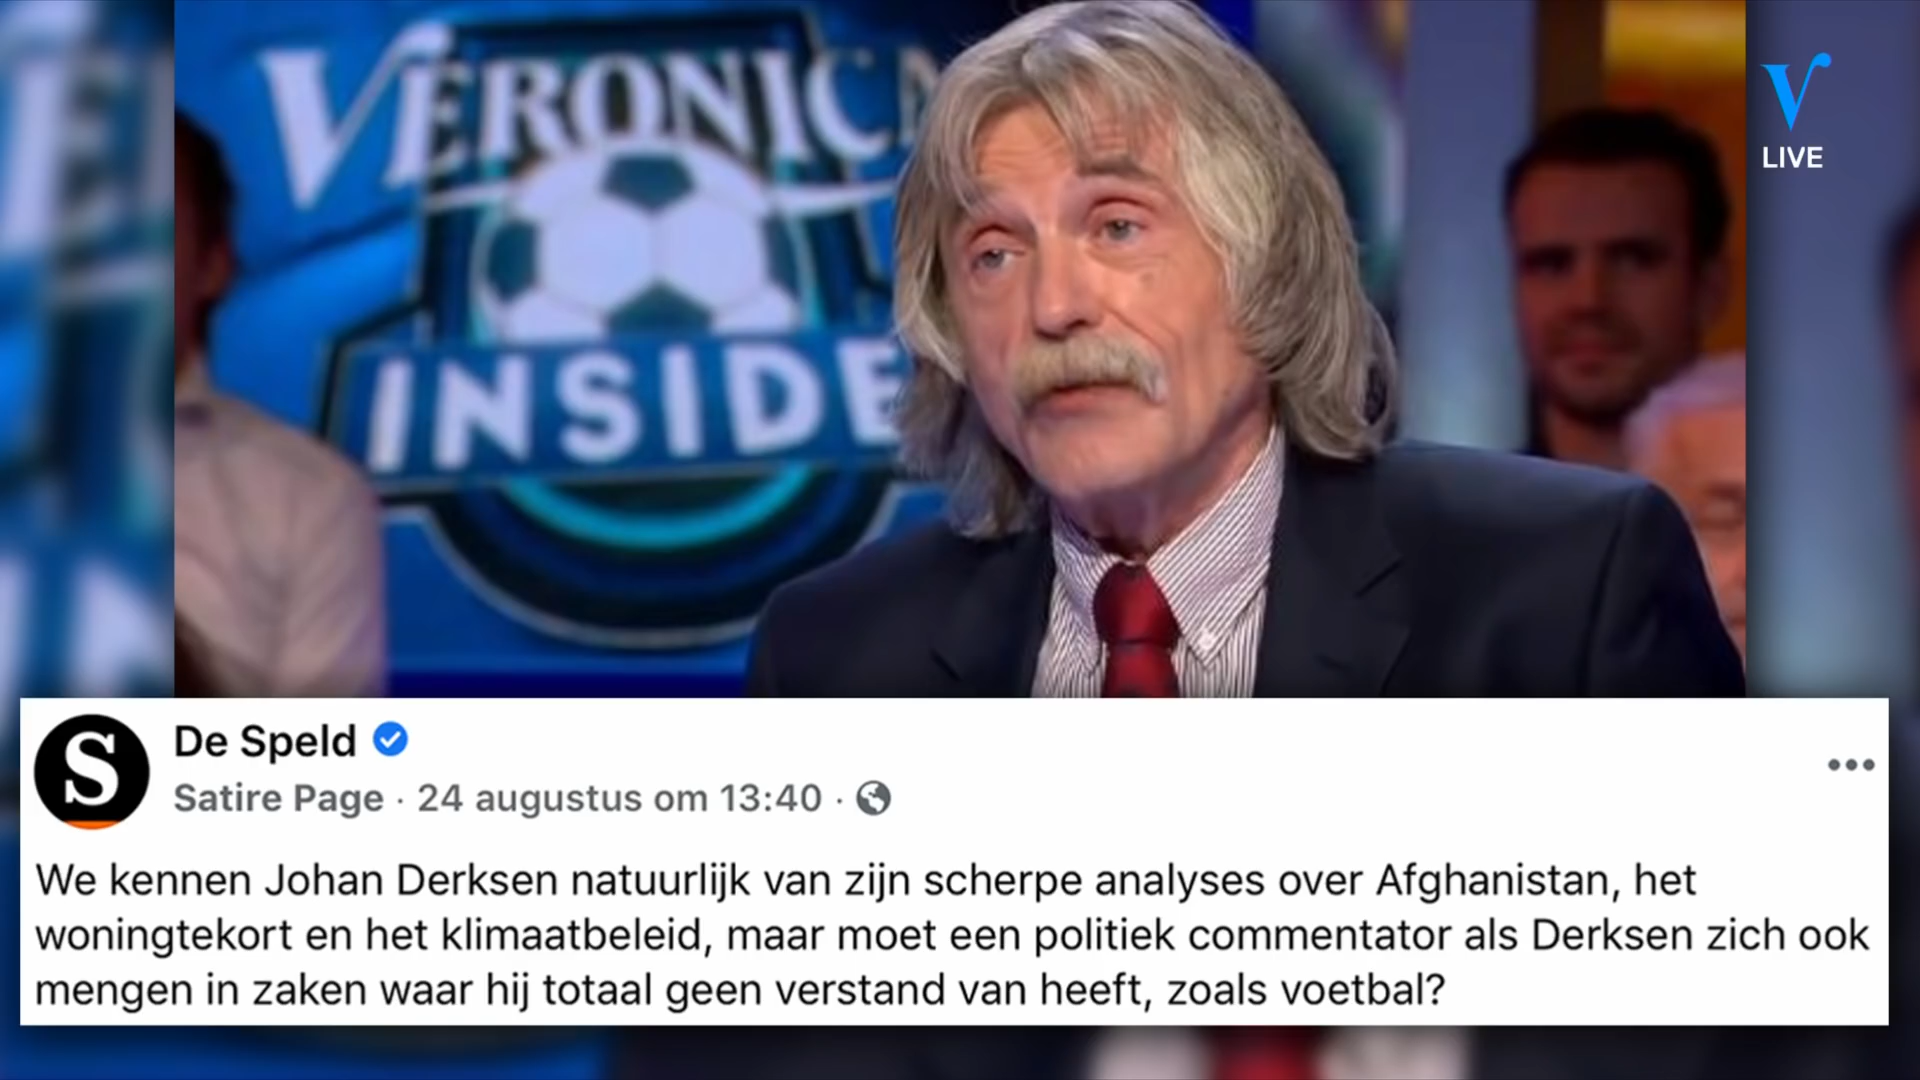 VERONICA
INSIDE
V
LIVE
S
De Speld
Satire Page · 24 augustus om 13:40 ·
We kennen Johan Derksen natuurlijk van zijn scherpe analyses over Afghanistan, het
woningtekort en het klimaatbeleid, maar moet een politiek commentator als Derksen zich ook
mengen in zaken waar hij totaal geen verstand van heeft, zoals voetbal?